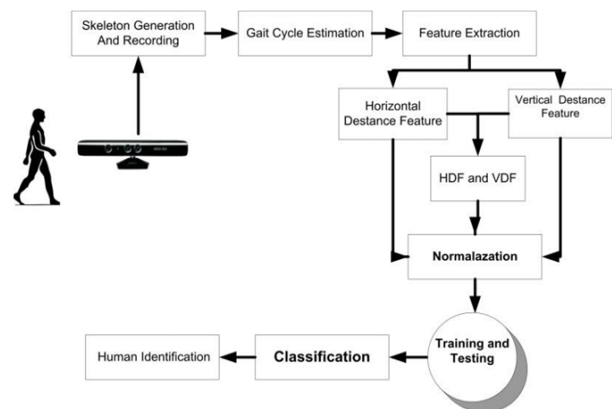 Skeleton Generation
And Recording
Gait Cycle Estimation
Feature Extraction
Horizontal
Destance Feature
Vertical Destance
Feature
HDF and VDF
Normalazation
Training and
Testing
Classification
Human Identification